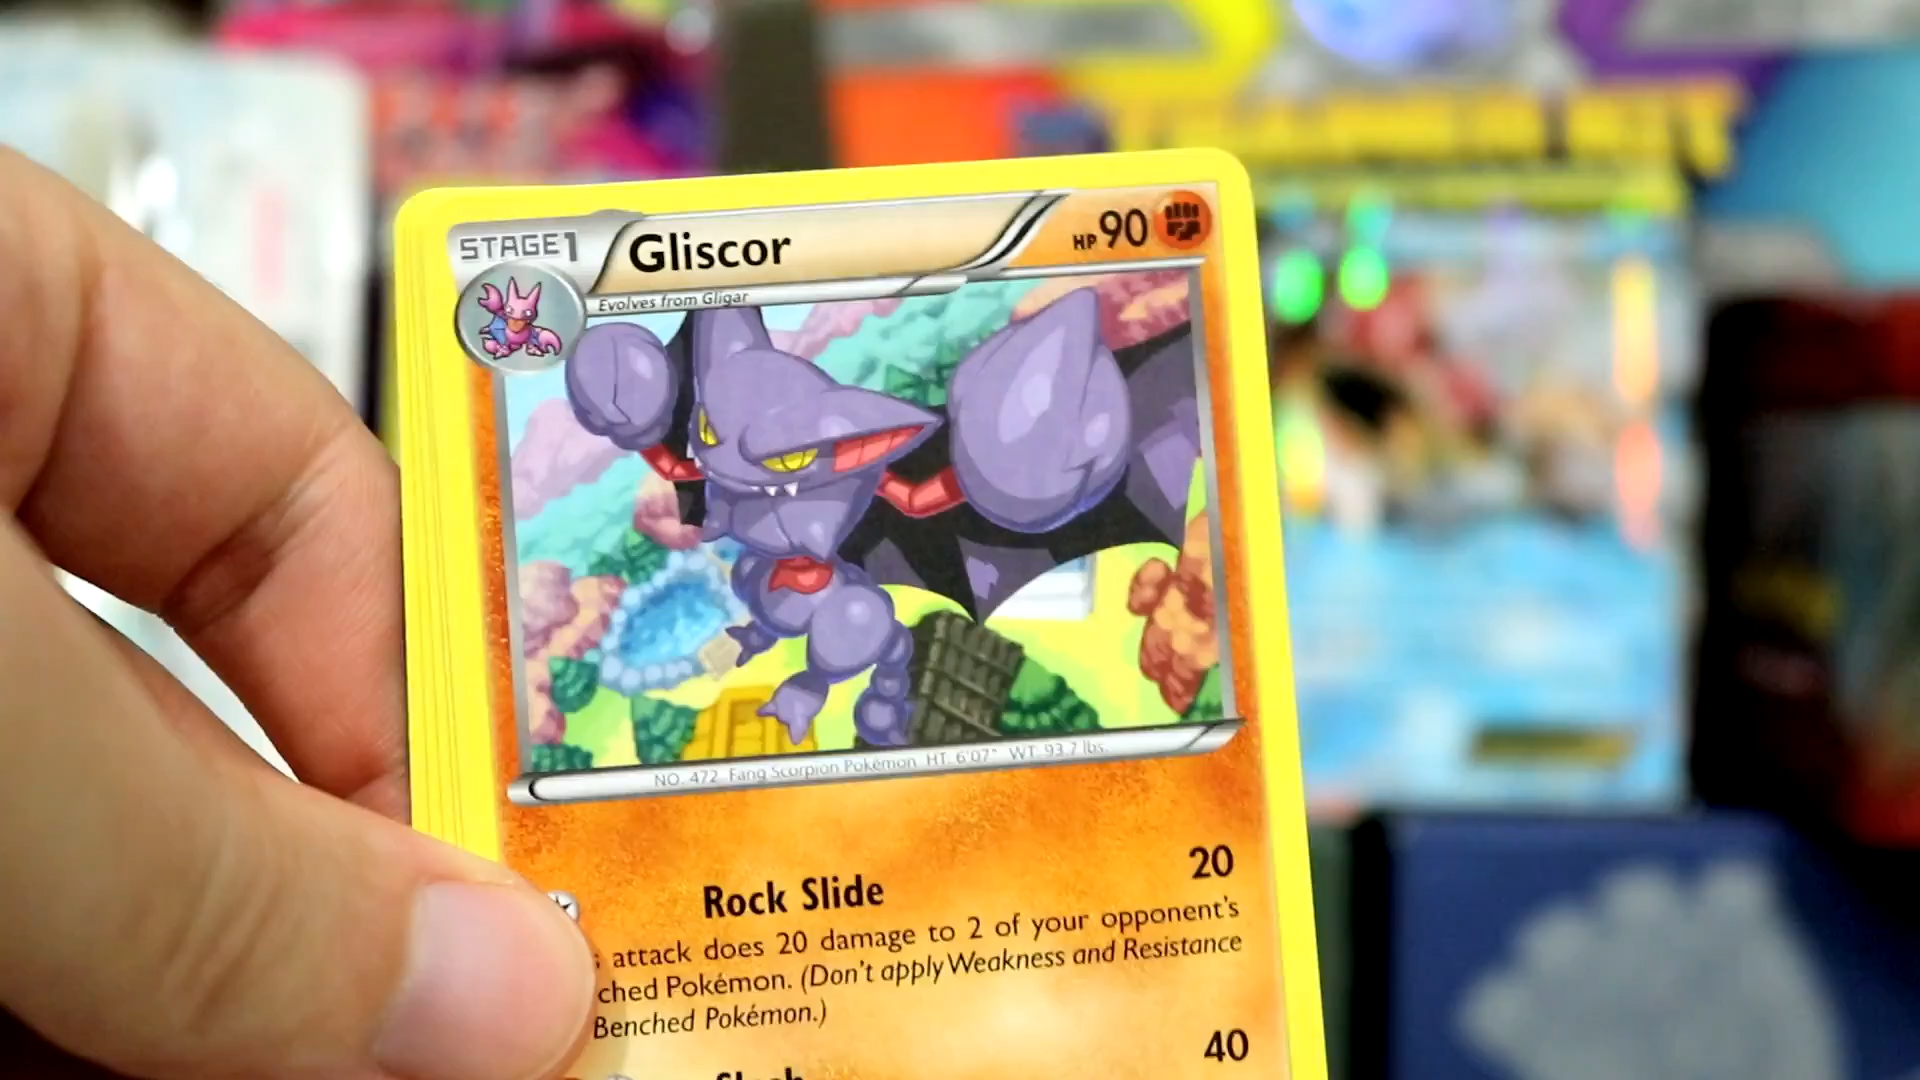 STAGE 1 Gliscor HP 90
Evolves from Gligar
NO. 472 Fang Scorpion Pokémon HT. 6'07" WT. 93.7 lbs.
Rock Slide 20
attack does 20 damage to 2 of your opponent's
ched Pokémon. (Don't apply Weakness and Resistance
Benched Pokémon.)
40